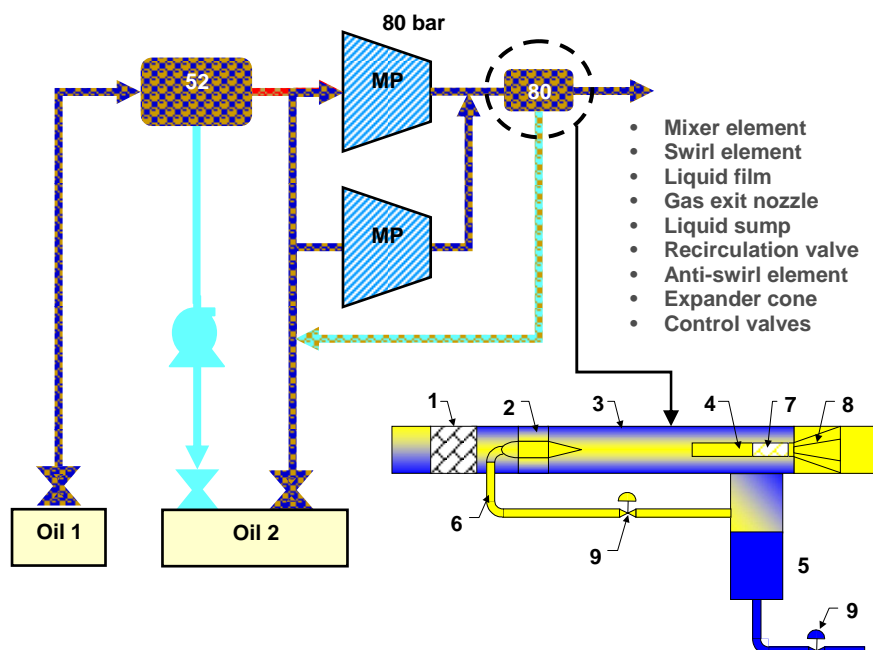 80 bar
52
MP
80
MP
• Mixer element
• Swirl element
• Liquid film
• Gas exit nozzle
• Liquid sump
• Recirculation valve
• Anti-swirl element
• Expander cone
• Control valves
1 2 3 4 7 8
6
9
5
9
Oil 1
Oil 2